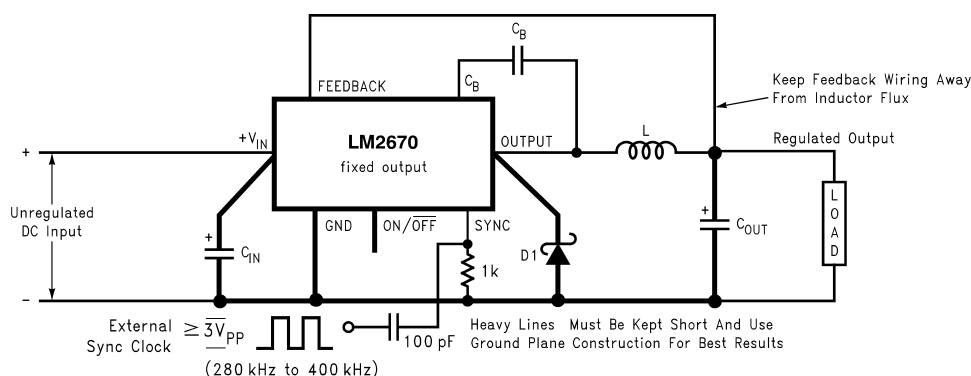 C_B
FEEDBACK
C_B
Keep Feedback Wiring Away
From Inductor Flux
+V_IN
LM2670
fixed output
OUTPUT
L
Regulated Output
+
Unregulated
DC Input
-
+
C_IN
GND
ON/O̅F̅F̅
SYNC
1k
D1
+
C_OUT
LOAD
External
Sync Clock
≥ 3V_PP
(280 kHz to 400 kHz)
100 pF
Heavy Lines Must Be Kept Short And Use
Ground Plane Construction For Best Results